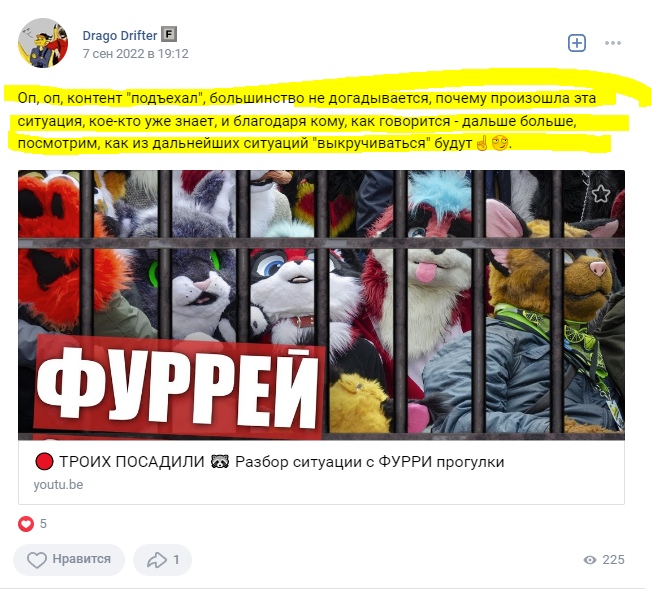 Drago Drifter F
7 сен 2022 в 19:12
Оп, оп, контент "подъехал", большинство не догадывается, почему произошла эта
ситуация, кое-кто уже знает, и благодаря кому, как говорится - дальше больше,
посмотрим, как из дальнейших ситуаций "выкручиваться" будут☝😏.
ФУРРЕЙ
🔴 ТРОИХ ПОСАДИЛИ 🦝 Разбор ситуации с ФУРРИ прогулки
youtu.be
5
Нравится
1
225